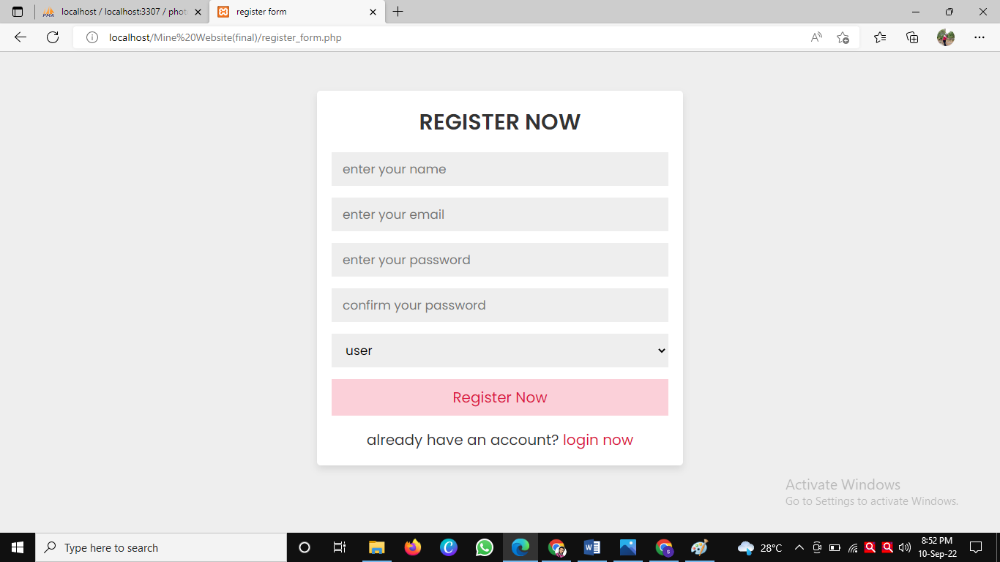 localhost / localhost:3307 / phot
register form
localhost/Mine%20Website(final)/register_form.php
REGISTER NOW
enter your name
enter your email
enter your password
confirm your password
user
Register Now
already have an account? login now
Activate Windows
Go to Settings to activate Windows.
Type here to search
28°C
8:52 PM
10-Sep-22